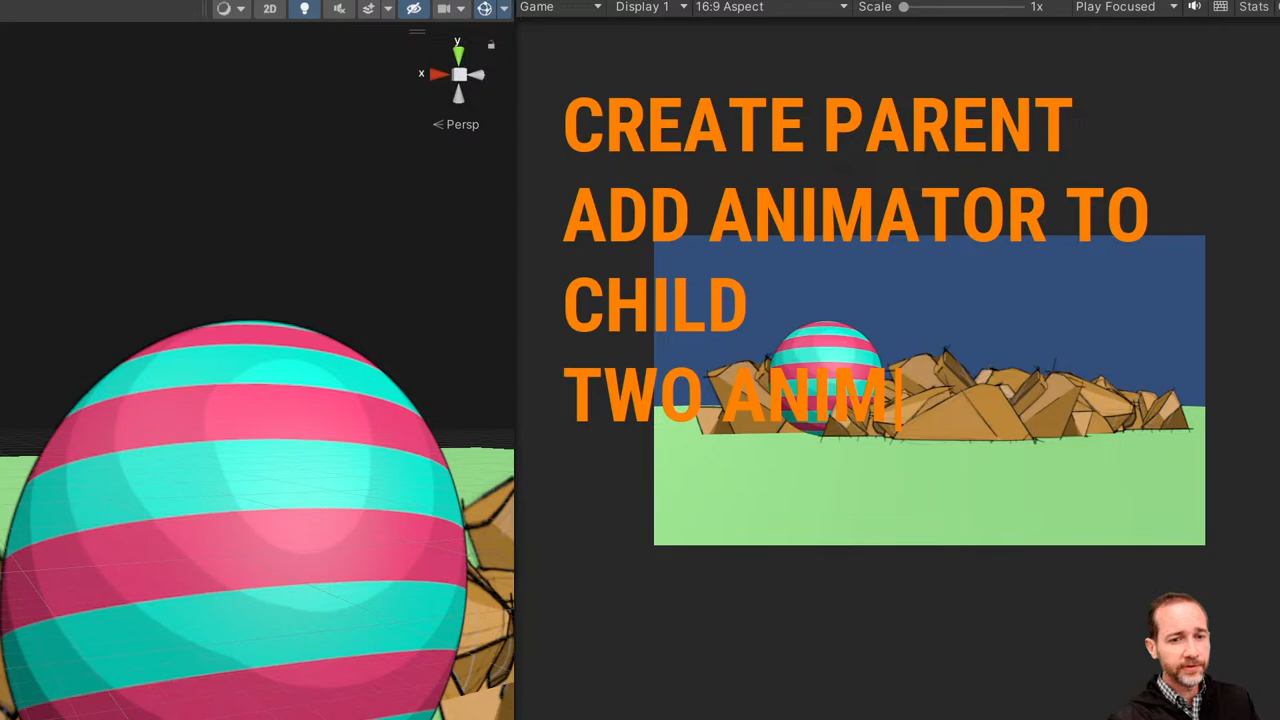 2D
Game
Display 1
16:9 Aspect
Scale
1x
Play Focused
Stats
y
x
Persp
CREATE PARENT
ADD ANIMATOR TO
CHILD
TWO ANIM